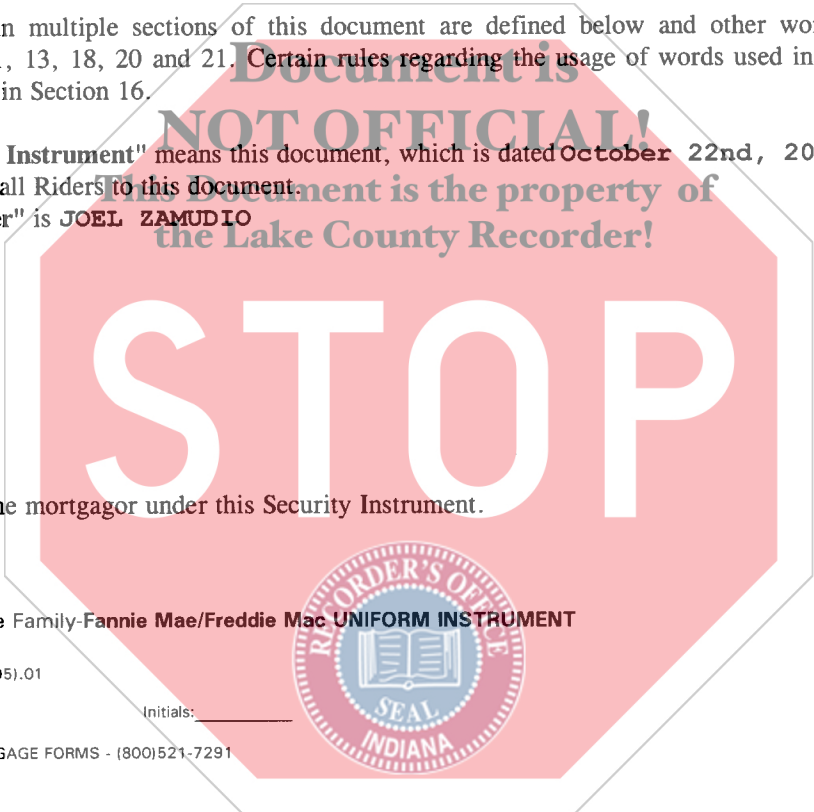 n multiple sections of this document are defined below and other wo
, 13, 18, 20 and 21. Certain rules regarding the usage of words used in
in Section 16.
Document is
NOT OFFICIAL!
Instrument" means this document, which is dated October 22nd, 20
all Riders to this document.
This Document is the property of
er" is JOEL ZAMUDIO
the Lake County Recorder!
STOP
e mortgagor under this Security Instrument.
RECORDER'S OFFICE
e Family-Fannie Mae/Freddie Mac UNIFORM INSTRUMENT
5).01
Initials:
SEAL
INDIANA
GAGE FORMS - (800)521-7291